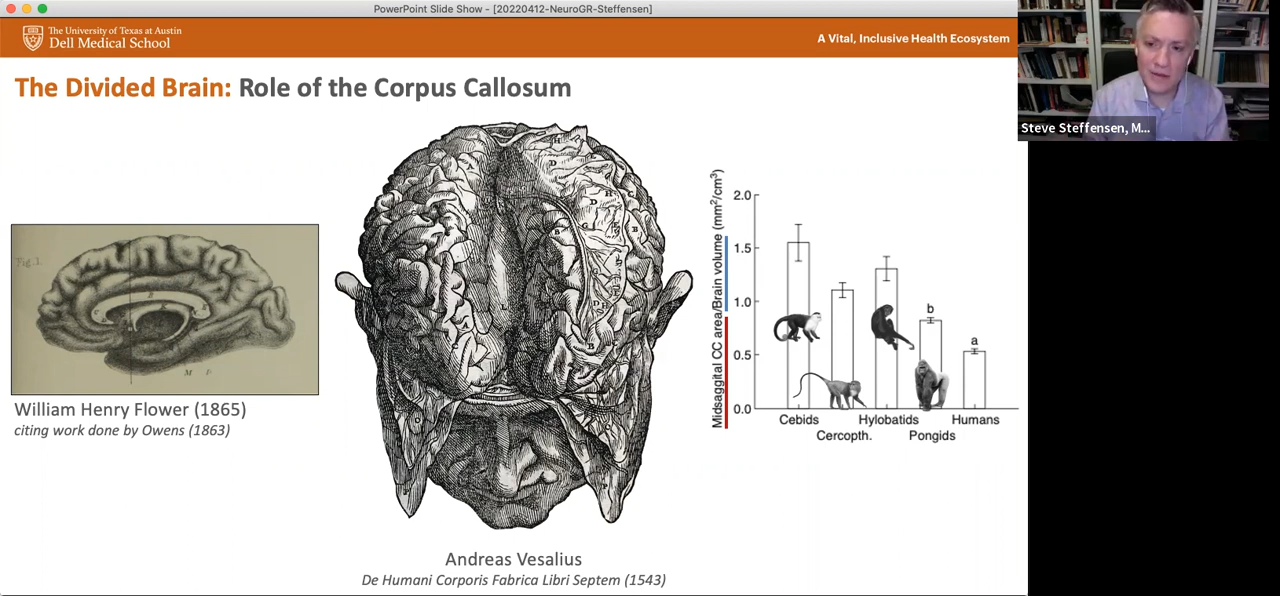 PowerPoint Slide Show - [20220412-NeuroGR-Steffensen]
The University of Texas at Austin
Dell Medical School
A Vital, Inclusive Health Ecosystem
Steve Steffensen, M...
The Divided Brain: Role of the Corpus Callosum
Fig. 1.
William Henry Flower (1865)
citing work done by Owens (1863)
Andreas Vesalius
De Humani Corporis Fabrica Libri Septem (1543)
Midsaggital CC area/Brain volume (mm²/cm³)
2.0
1.5
1.0
0.5
0.0
b
a
Cebids
Hylobatids
Humans
Cercopth.
Pongids